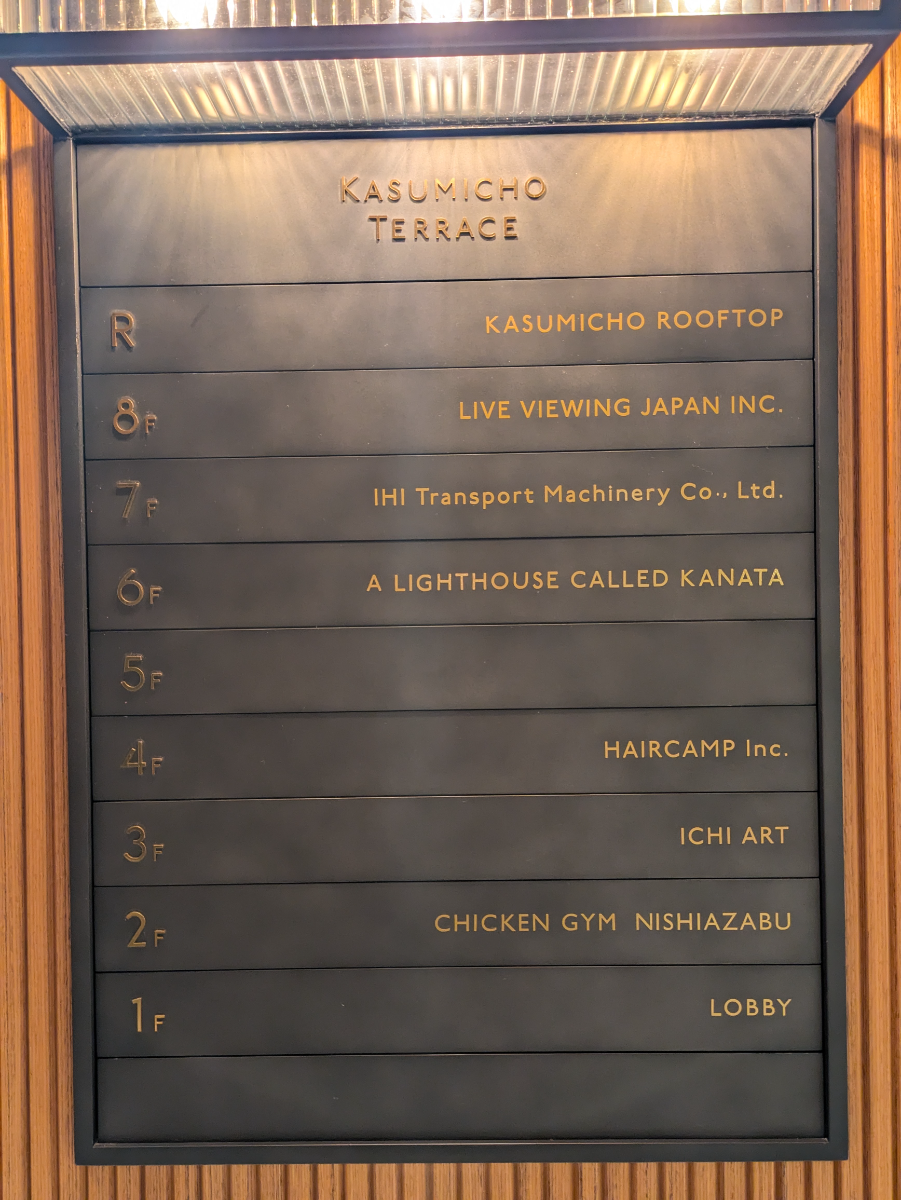 KASUMICHO
TERRACE
R KASUMICHO ROOFTOP
8F LIVE VIEWING JAPAN INC.
7F IHI Transport Machinery Co., Ltd.
6F A LIGHTHOUSE CALLED KANATA
5F
4F HAIRCAMP Inc.
3F ICHI ART
2F CHICKEN GYM NISHIAZABU
1F LOBBY